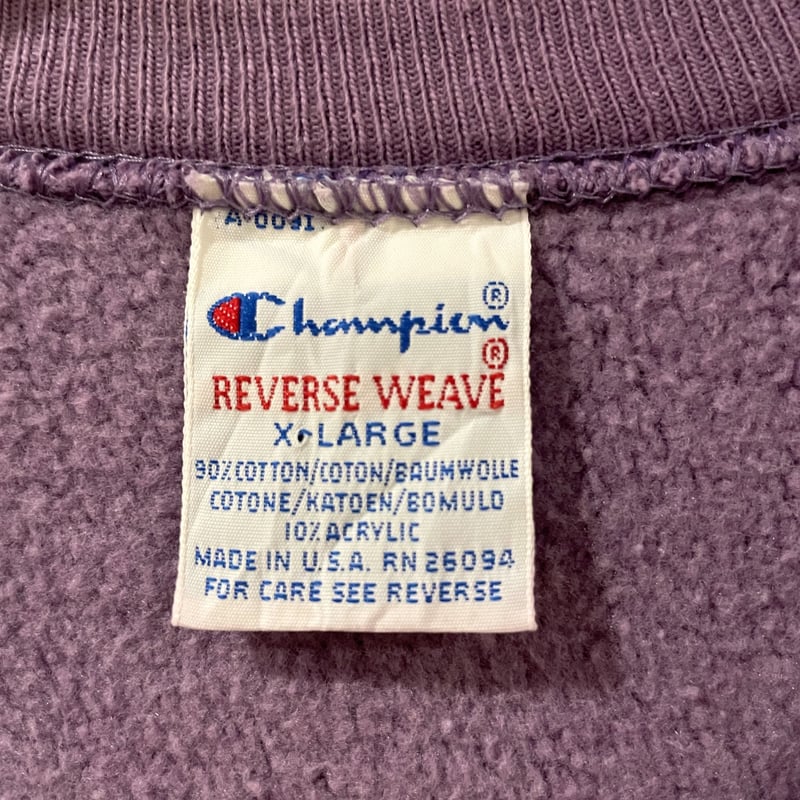 A-0091
Champion®
REVERSE WEAVE®
X-LARGE
90% COTTON/COTON/BAUMWOLLE
COTONE/KATOEN/BOMULD
10% ACRYLIC
MADE IN U.S.A. RN 26094
FOR CARE SEE REVERSE